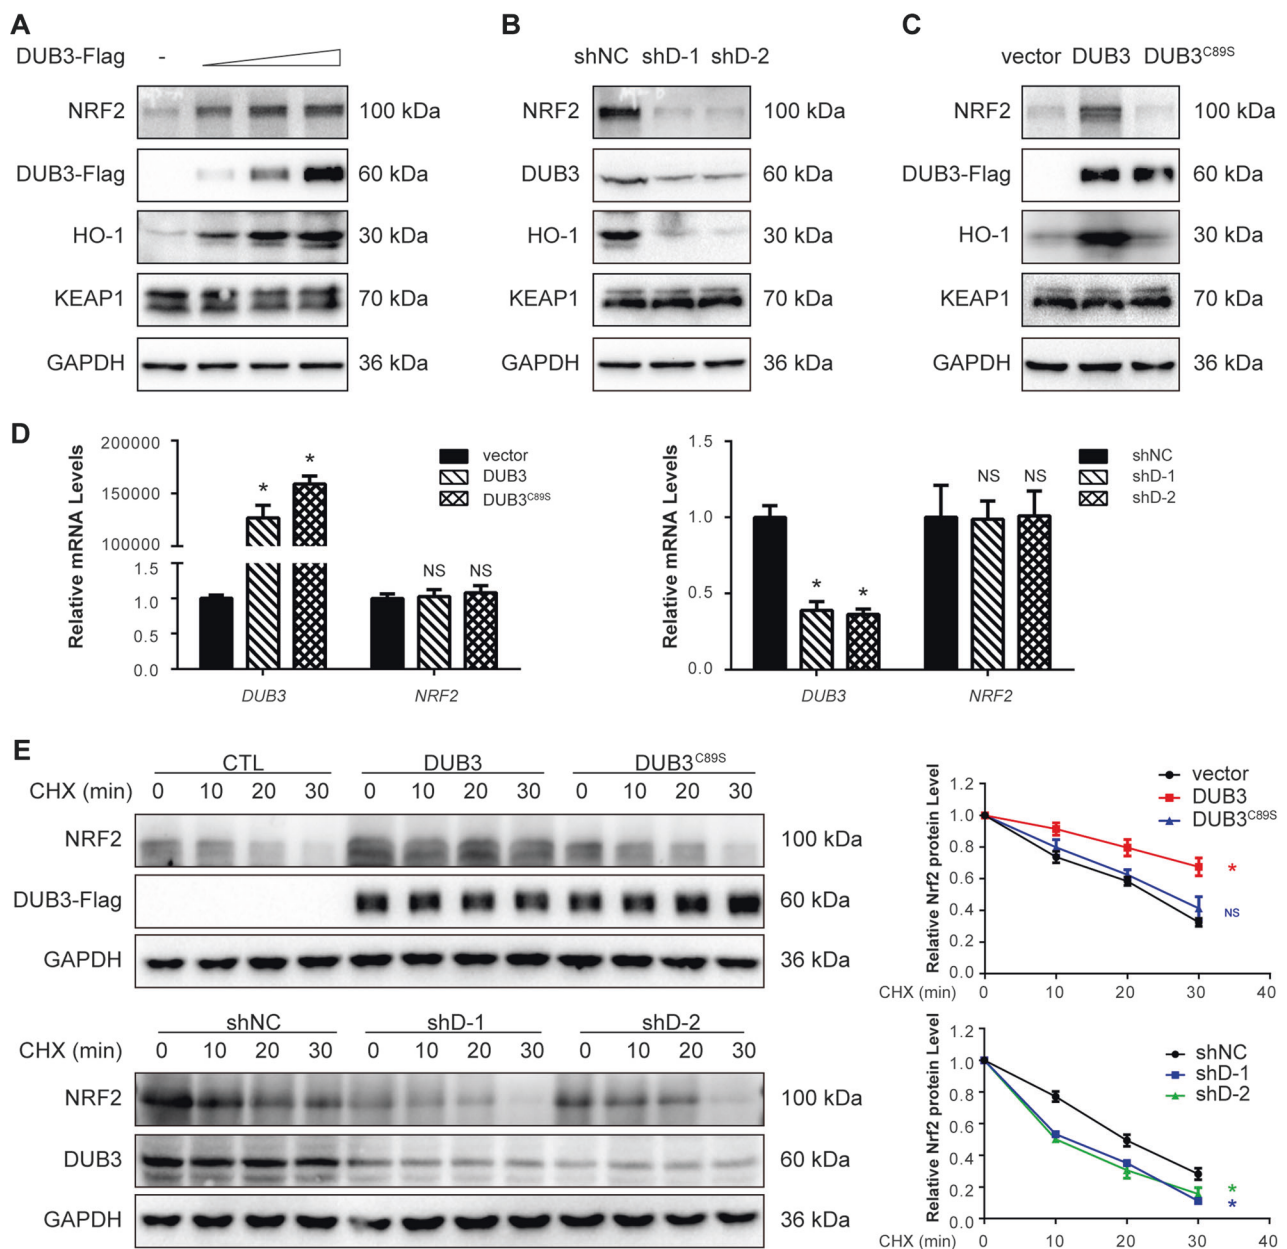 A
DUB3-Flag -
NRF2 100 kDa
DUB3-Flag 60 kDa
HO-1 30 kDa
KEAP1 70 kDa
GAPDH 36 kDa
B
shNC shD-1 shD-2
NRF2 100 kDa
DUB3 60 kDa
HO-1 30 kDa
KEAP1 70 kDa
GAPDH 36 kDa
C
vector DUB3 DUB3C89S
NRF2 100 kDa
DUB3-Flag 60 kDa
HO-1 30 kDa
KEAP1 70 kDa
GAPDH 36 kDa
D
Relative mRNA Levels
200000
150000
100000
1.5
1.0
0.5
0.0
* *
NS NS
vector
DUB3
DUB3C89S
DUB3 NRF2
Relative mRNA Levels
1.5
1.0
0.5
0.0
* *
NS NS
shNC
shD-1
shD-2
DUB3 NRF2
E
CTL DUB3 DUB3C89S
CHX (min) 0 10 20 30 0 10 20 30 0 10 20 30
NRF2 100 kDa
DUB3-Flag 60 kDa
GAPDH 36 kDa
Relative Nrf2 protein Level
1.2
1.0
0.8
0.6
0.4
0.2
0.0
vector
DUB3
DUB3C89S
*
NS
CHX (min) 0 10 20 30 40
shNC shD-1 shD-2
CHX (min) 0 10 20 30 0 10 20 30 0 10 20 30
NRF2 100 kDa
DUB3 60 kDa
GAPDH 36 kDa
Relative Nrf2 protein Level
1.2
1.0
0.8
0.6
0.4
0.2
0.0
shNC
shD-1
shD-2
*
*
CHX (min) 0 10 20 30 40